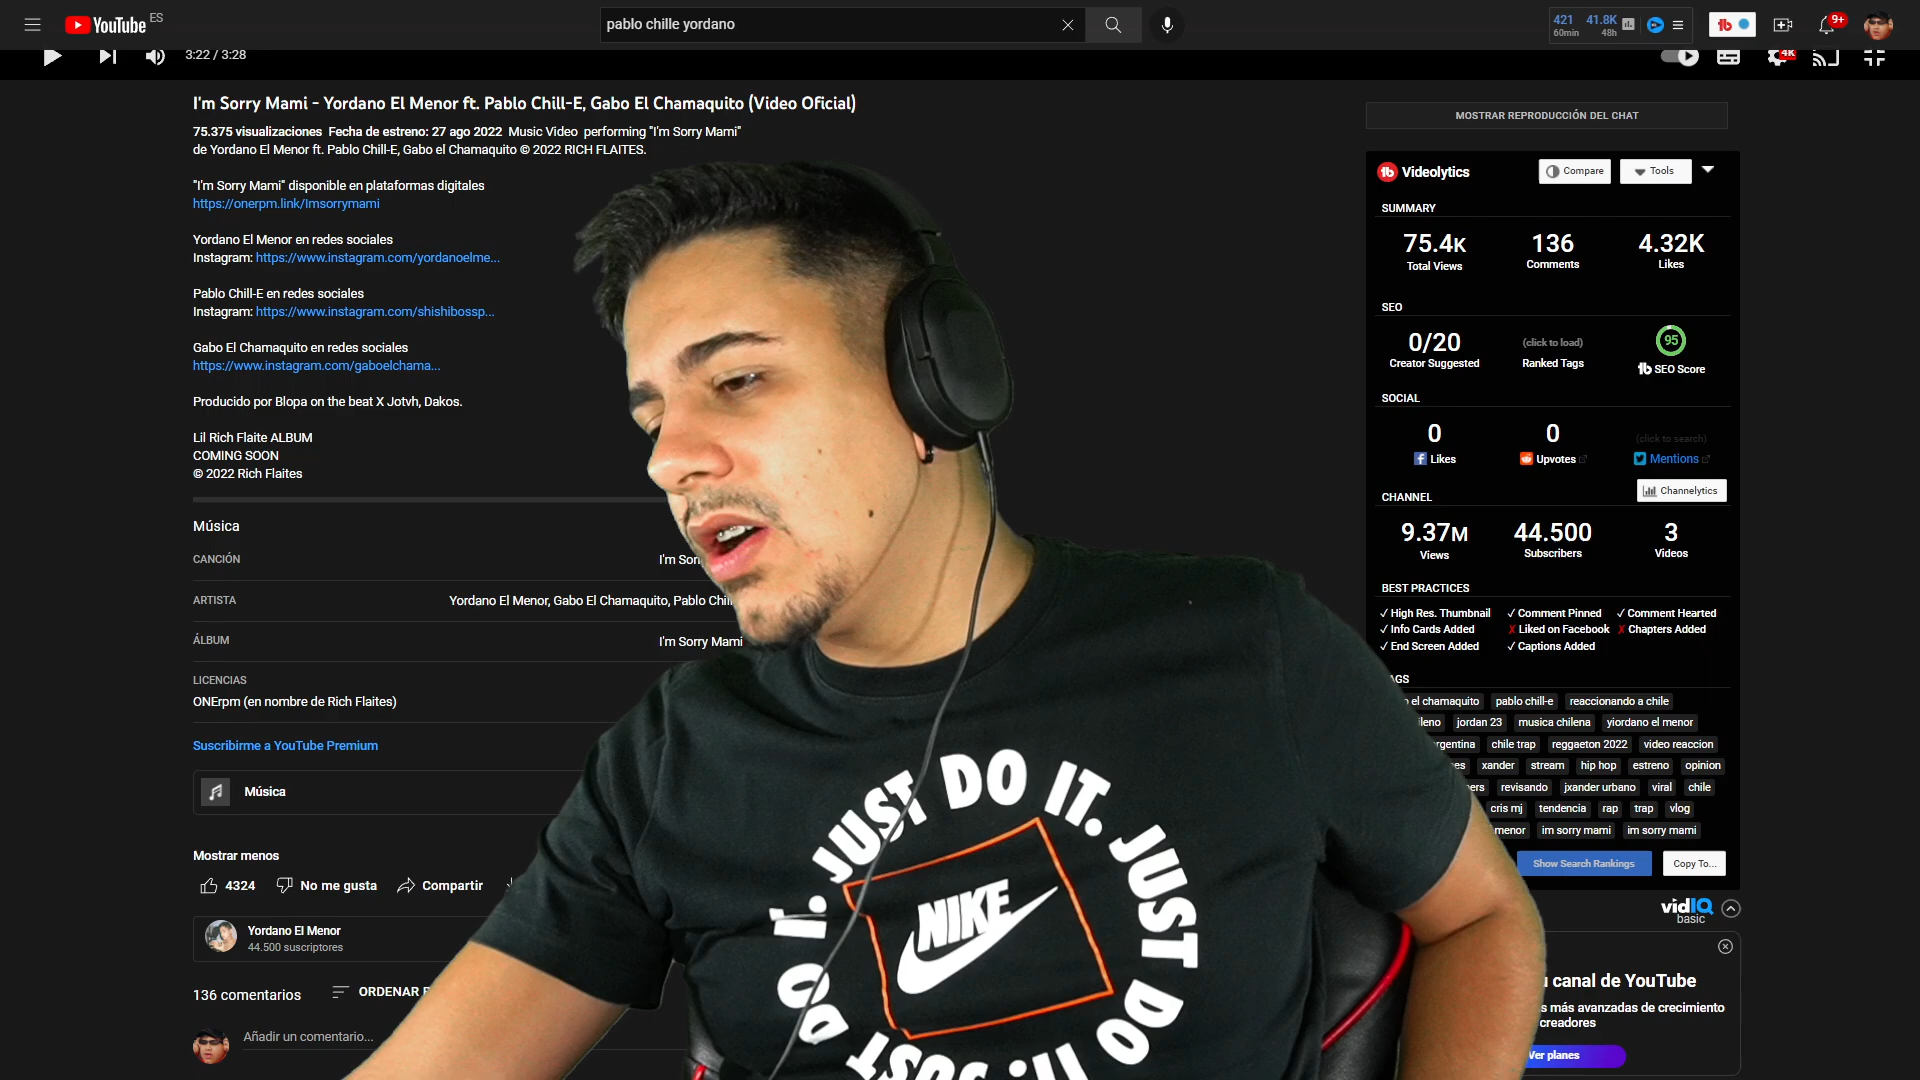 YouTube ES
pablo chille yordano
421 41.8K
60min 48h
9+
3:22 / 3:28
4K
I'm Sorry Mami - Yordano El Menor ft. Pablo Chill-E, Gabo El Chamaquito (Video Oficial)
75.375 visualizaciones Fecha de estreno: 27 ago 2022 Music Video performing "I'm Sorry Mami"
de Yordano El Menor ft. Pablo Chill-E, Gabo el Chamaquito © 2022 RICH FLAITES.
"I'm Sorry Mami" disponible en plataformas digitales
https://onerpm.link/Imsorrymami
Yordano El Menor en redes sociales
Instagram: https://www.instagram.com/yordanoelme...
Pablo Chill-E en redes sociales
Instagram: https://www.instagram.com/shishibossp...
Gabo El Chamaquito en redes sociales
https://www.instagram.com/gaboelchama...
Producido por Blopa on the beat X Jotvh, Dakos.
Lil Rich Flaite ALBUM
COMING SOON
© 2022 Rich Flaites
Música
CANCIÓN I'm Sorr
ARTISTA Yordano El Menor, Gabo El Chamaquito, Pablo Chill
ÁLBUM I'm Sorry Mami
LICENCIAS
ONErpm (en nombre de Rich Flaites)
Suscribirme a YouTube Premium
Música
Mostrar menos
4324 No me gusta Compartir
Yordano El Menor
44.500 suscriptores
136 comentarios ORDENAR
Añadir un comentario...
JUST DO IT. JUST DO IT. JUST DO IT.
NIKE
MOSTRAR REPRODUCCIÓN DEL CHAT
Videolytics Compare Tools
SUMMARY
75.4K 136 4.32K
Total Views Comments Likes
SEO
0/20 (click to load) 95
Creator Suggested Ranked Tags SEO Score
SOCIAL
0 0 (click to search)
Likes Upvotes Mentions
CHANNEL Channelytics
9.37M 44.500 3
Views Subscribers Videos
BEST PRACTICES
✓ High Res. Thumbnail ✓ Comment Pinned ✓ Comment Hearted
✓ Info Cards Added ✗ Liked on Facebook ✗ Chapters Added
✓ End Screen Added ✓ Captions Added
AGS
o el chamaquito pablo chill-e reaccionando a chile
ileno jordan 23 musica chilena yiordano el menor
rgentina chile trap reggaeton 2022 video reaccion
es xander stream hip hop estreno opinion
ers revisando jxander urbano viral chile
cris mj tendencia rap trap vlog
menor im sorry mami im sorry mami
Show Search Rankings Copy To...
vidIQ
basic
u canal de YouTube
s más avanzadas de crecimiento
creadores
Ver planes